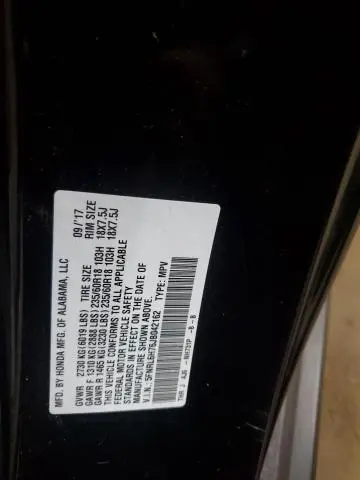 MFD. BY HONDA MFG. OF ALABAMA, LLC 09/'17
GVWR 2730 KG(6019 LBS) TIRE SIZE RIM SIZE
GAWR F 1310 KG(2888 LBS) 235/60R18 103H 18X7.5J
GAWR R 1465 KG(3230 LBS) 235/60R18 103H 18X7.5J
THIS VEHICLE CONFORMS TO ALL APPLICABLE
FEDERAL MOTOR VEHICLE SAFETY
STANDARDS IN EFFECT ON THE DATE OF
MANUFACTURE SHOWN ABOVE.
V.I.N.: 5FNRL6H76JB042162 TYPE: MPV